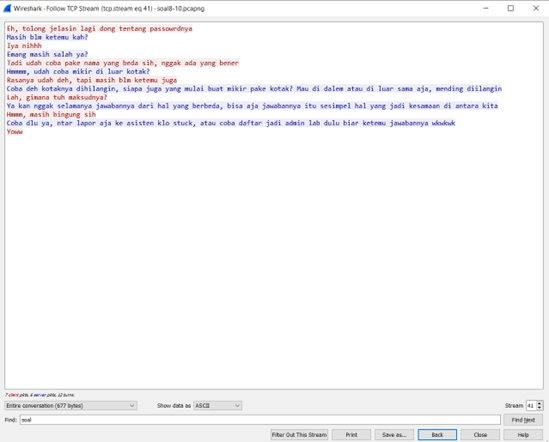 Wireshark · Follow TCP Stream (tcp.stream eq 41) · soal8-10.pcapng
Eh, tolong jelasin lagi dong tentang passowrdnya
Masih blm ketemu kah?
Iya nihhh
Emang masih salah ya?
Tadi udah coba pake nama yang beda sih, nggak ada yang bener
Hmmmm, udah coba mikir di luar kotak?
Rasanya udah deh, tapi masih blm ketemu juga
Coba deh kotaknya dihilangin, siapa juga yang mulai buat mikir pake kotak? Mau di dalem atau di luar sama aja, mending diilangin
Lah, gimana tuh maksudnya?
Ya kan nggak selamanya jawabannya dari hal yang berbeda, bisa aja jawabannya itu sesimpel hal yang jadi kesamaan di antara kita
Hmmm, masih bingung sih
Coba dlu ya, ntar lapor aja ke asisten klo stuck, atau coba daftar jadi admin lab dulu biar ketemu jawabannya wkwkwk
Yoww
7 client pkts, 6 server pkts, 12 turns.
Entire conversation (677 bytes)
Show data as
ASCII
Stream
41
Find:
soal
Find Next
Filter Out This Stream
Print
Save as…
Back
Close
Help